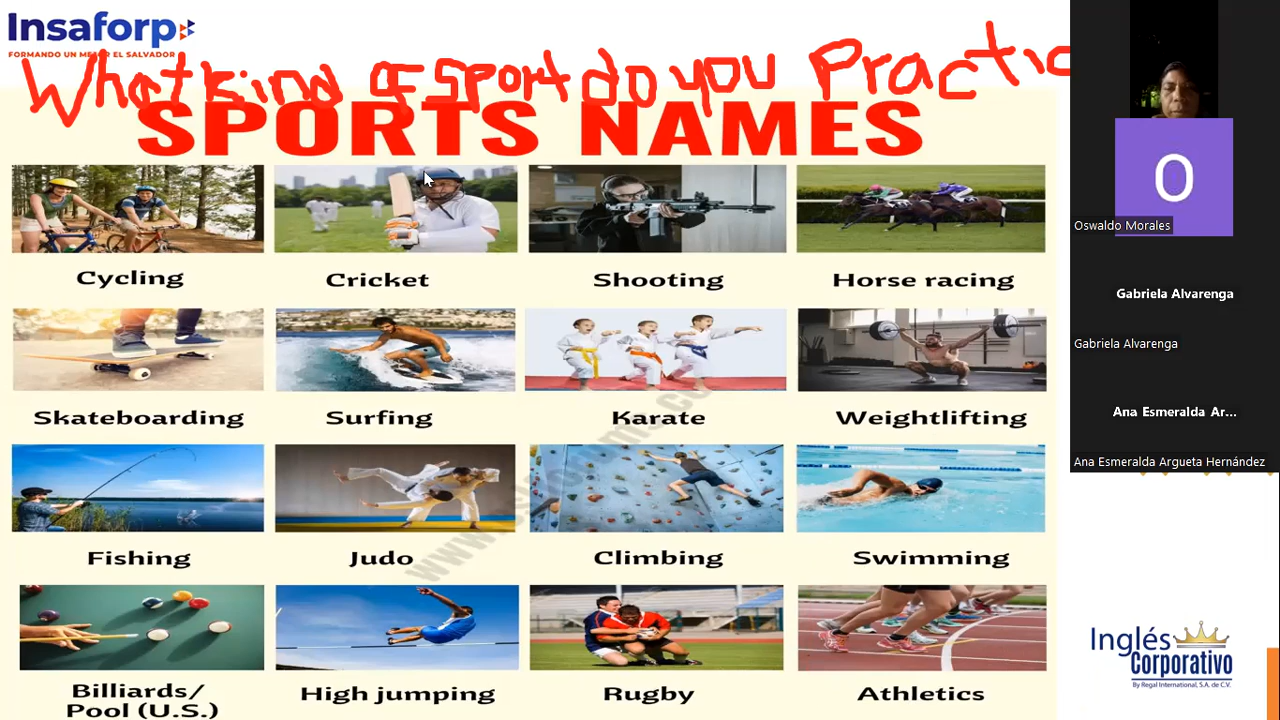 Insaforp
FORMANDO UN MEJOR EL SALVADOR
What kind of sport do you Practic
SPORTS NAMES
Cycling
Cricket
Shooting
Horse racing
Skateboarding
Surfing
Karate
Weightlifting
Fishing
Judo
Climbing
Swimming
Billiards/
Pool (U.S.)
High jumping
Rugby
Athletics
O
Oswaldo Morales
Gabriela Alvarenga
Gabriela Alvarenga
Ana Esmeralda Ar...
Ana Esmeralda Argueta Hernández
Inglés
Corporativo
By Regal International, S.A. de C.V.